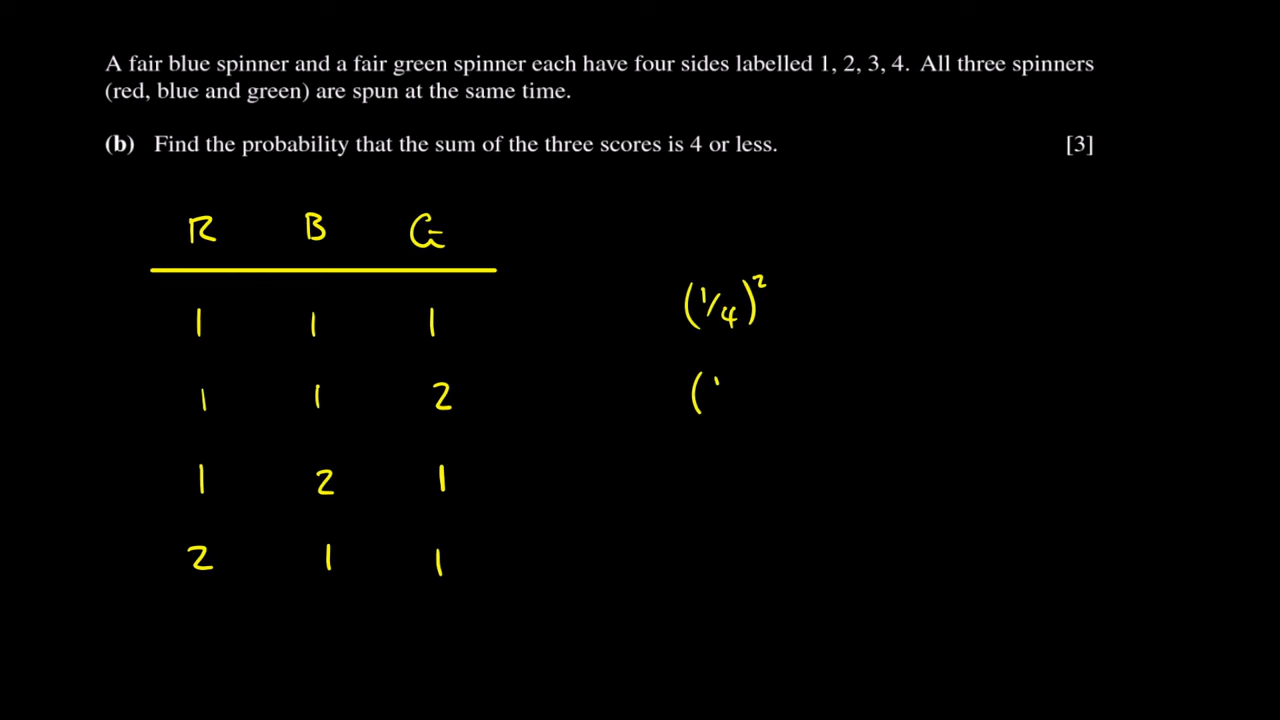 A fair blue spinner and a fair green spinner each have four sides labelled 1, 2, 3, 4. All three spinners
(red, blue and green) are spun at the same time.
(b) Find the probability that the sum of the three scores is 4 or less. [3]
R B G
1 1 1 (1/4)²
1 1 2 ( '
1 2 1
2 1 1